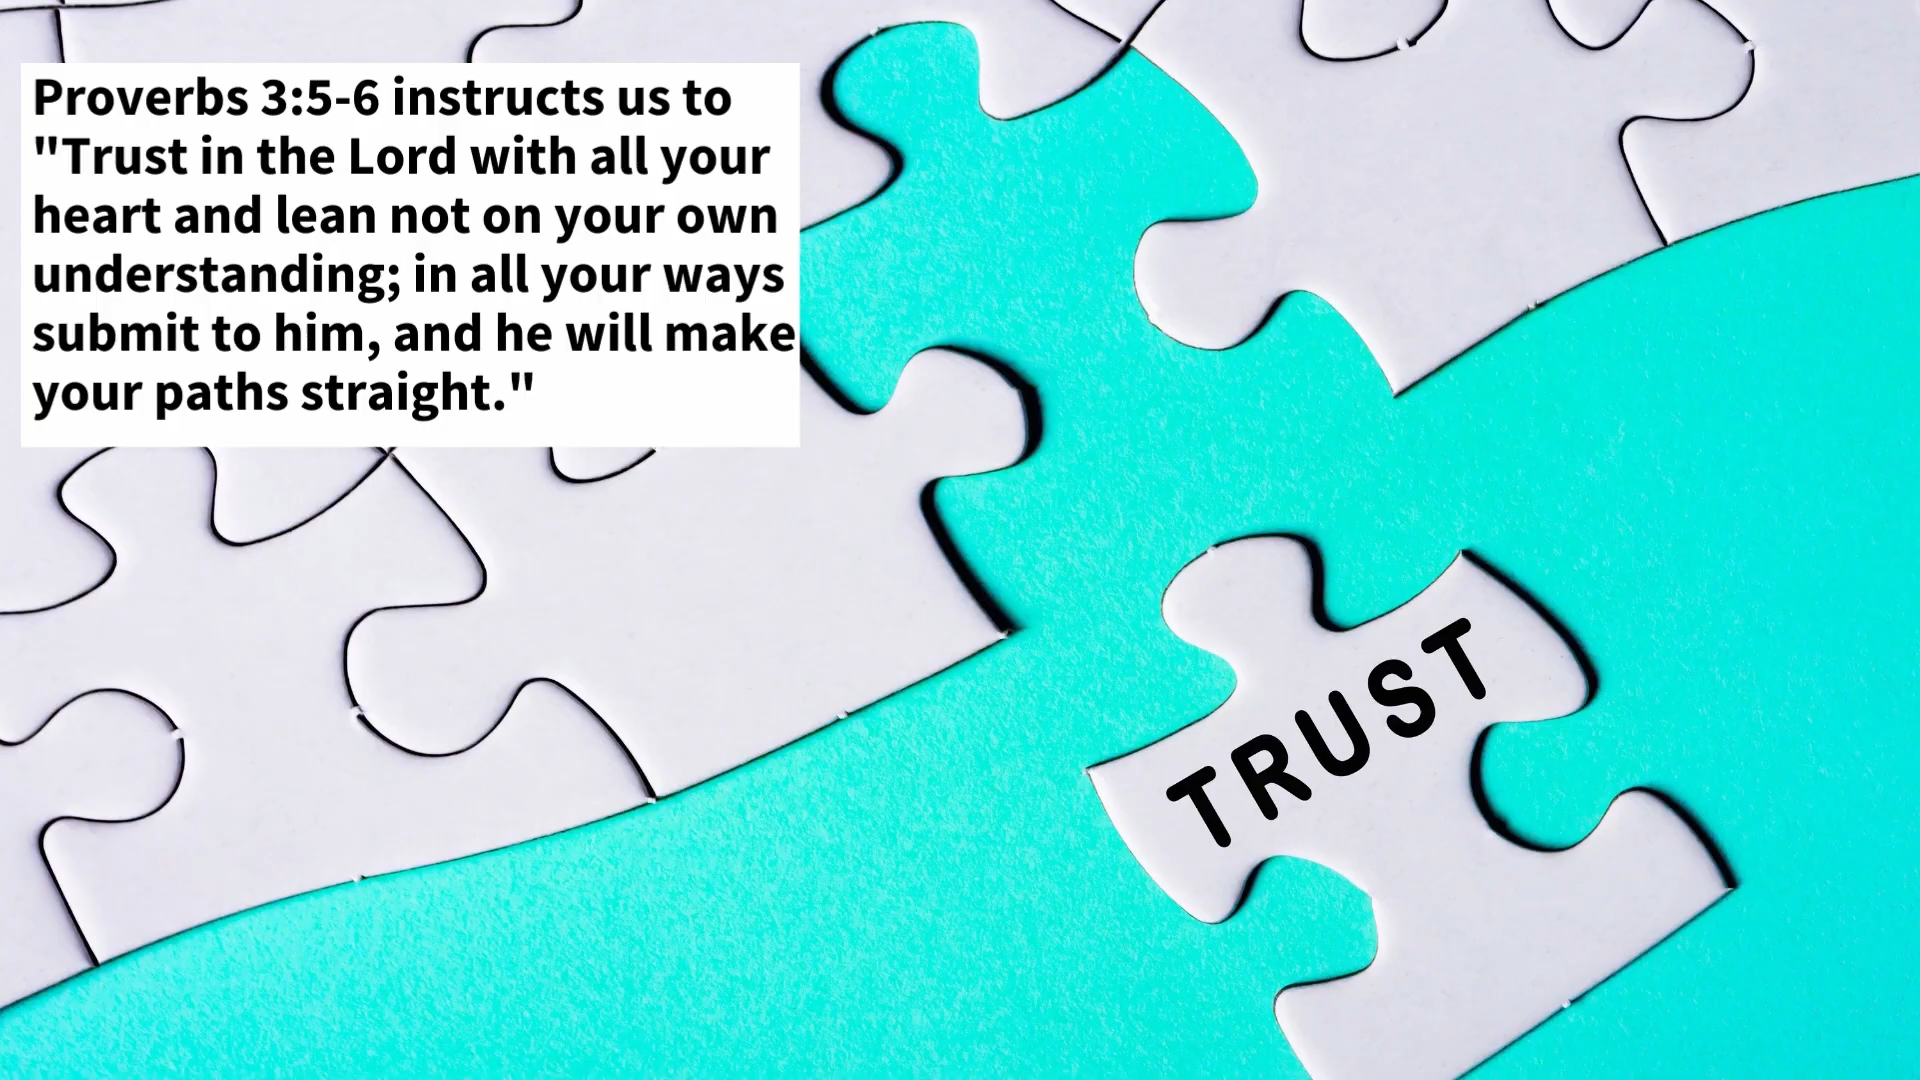 Proverbs 3:5-6 instructs us to
"Trust in the Lord with all your
heart and lean not on your own
understanding; in all your ways
submit to him, and he will make
your paths straight."
TRUST